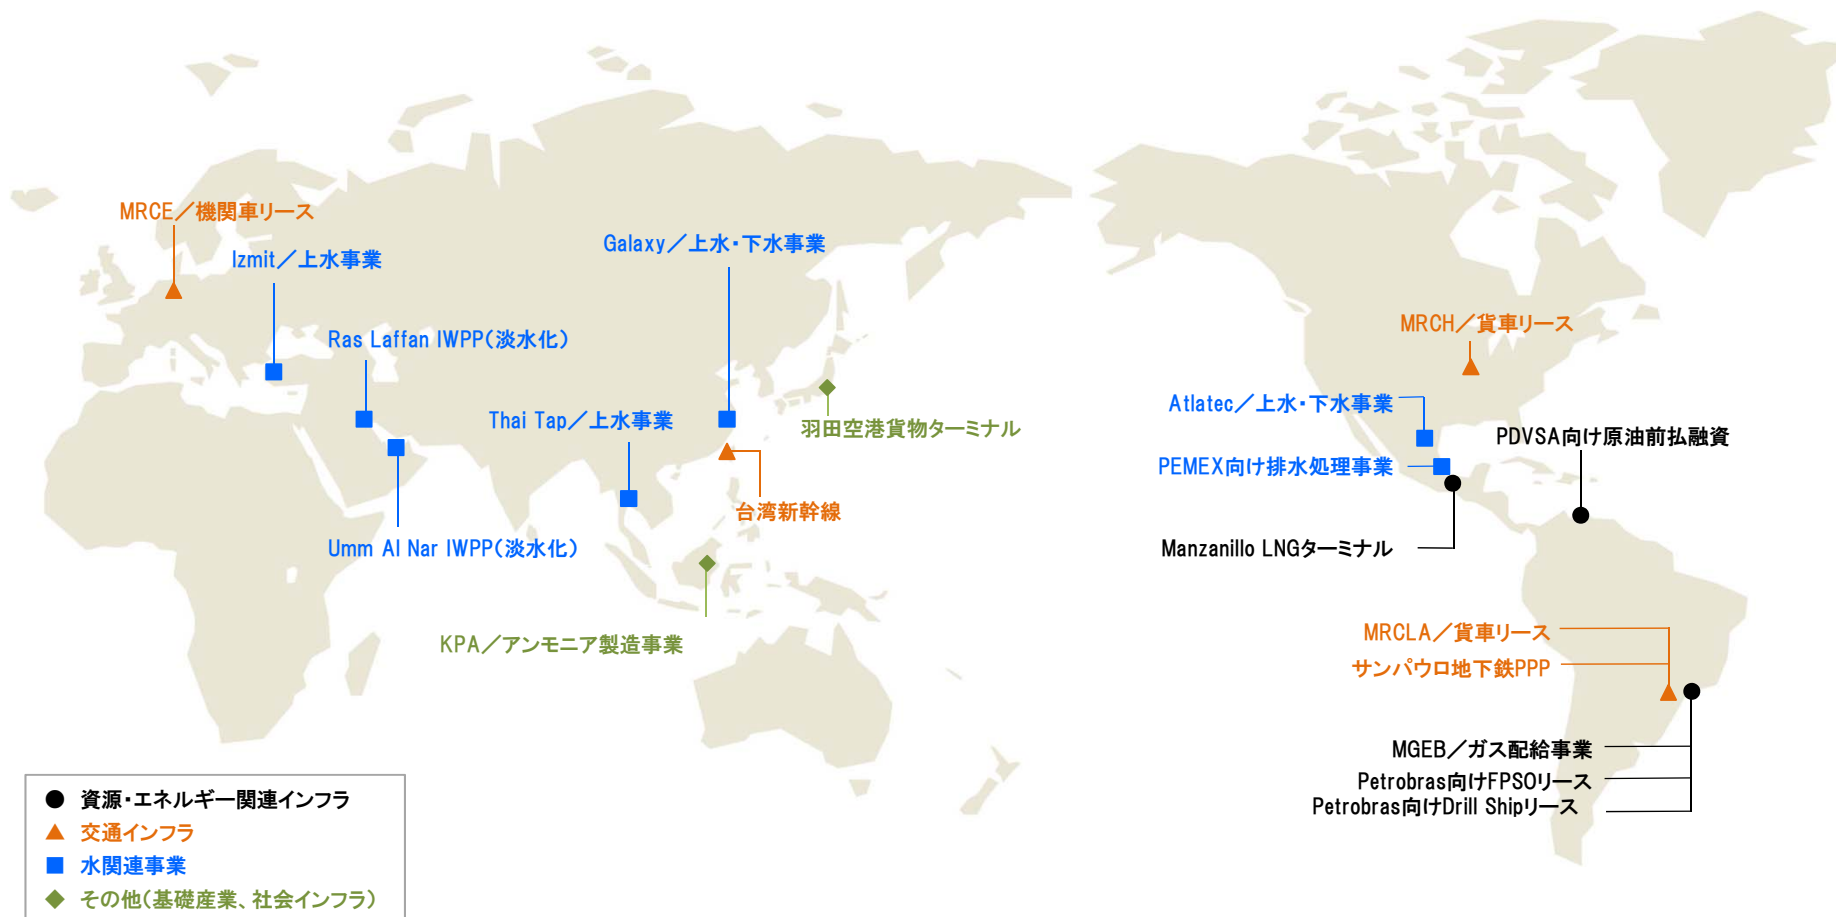 MRCE／機関車リース
Izmit／上水事業
Galaxy／上水・下水事業
Ras Laffan IWPP（淡水化）
Thai Tap／上水事業
羽田空港貨物ターミナル
台湾新幹線
Umm Al Nar IWPP（淡水化）
KPA／アンモニア製造事業
MRCH／貨車リース
Atlatec／上水・下水事業
PDVSA向け原油前払融資
PEMEX向け排水処理事業
Manzanillo LNGターミナル
MRCLA／貨車リース
サンパウロ地下鉄PPP
MGEB／ガス配給事業
Petrobras向けFPSOリース
Petrobras向けDrill Shipリース
資源・エネルギー関連インフラ
交通インフラ
水関連事業
その他（基礎産業、社会インフラ）